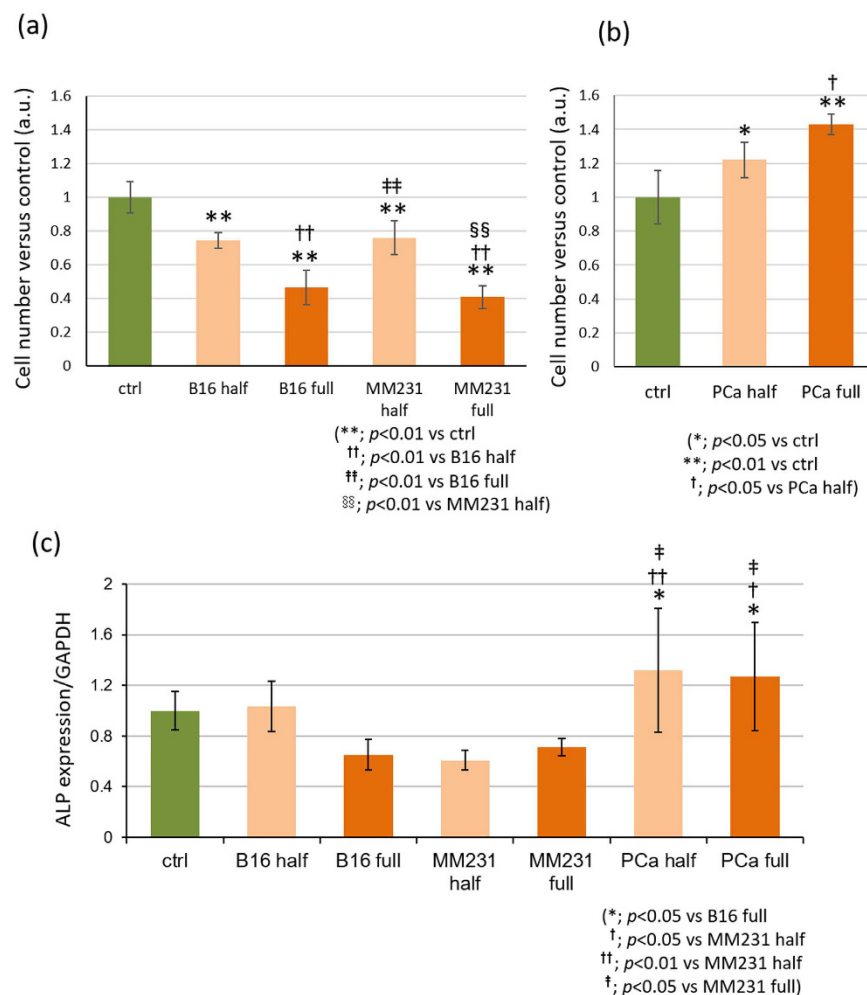 (a)
Cell number versus control (a.u.)
1.6
1.4
1.2
1
0.8
0.6
0.4
0.2
0
**
††
**
‡‡
**
§§
††
**
ctrl
B16 half
B16 full
MM231
half
MM231
full
(**; p<0.01 vs ctrl
††; p<0.01 vs B16 half
‡‡; p<0.01 vs B16 full
§§; p<0.01 vs MM231 half)
(b)
Cell number versus control (a.u.)
1.6
1.4
1.2
1
0.8
0.6
0.4
0.2
0
*
†
**
ctrl
PCa half
PCa full
(*; p<0.05 vs ctrl
**; p<0.01 vs ctrl
†; p<0.05 vs PCa half)
(c)
ALP expression/GAPDH
2
1.6
1.2
0.8
0.4
0
‡
††
*
‡
†
*
ctrl
B16 half
B16 full
MM231
half
MM231
full
PCa half
PCa full
(*; p<0.05 vs B16 full
†; p<0.05 vs MM231 half
††; p<0.01 vs MM231 half
‡; p<0.05 vs MM231 full)